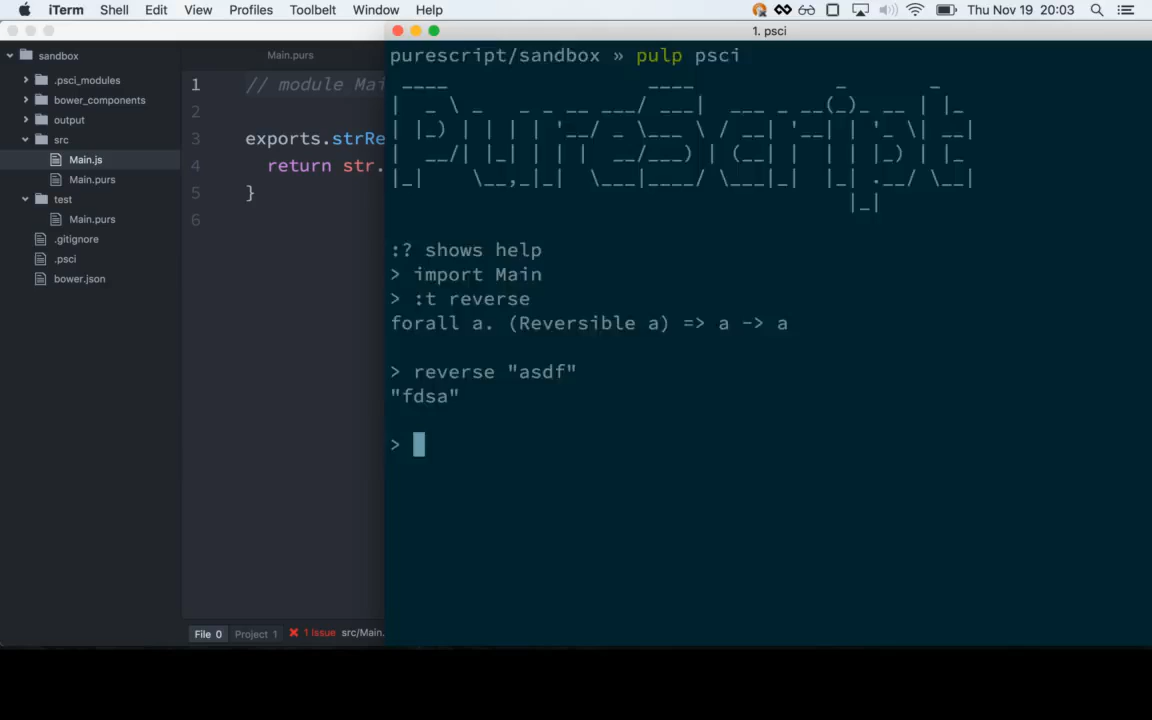 iTerm Shell Edit View Profiles Toolbelt Window Help Thu Nov 19 20:03
1. psci
sandbox
.psci_modules
bower_components
output
src
Main.js
Main.purs
test
Main.purs
.gitignore
.psci
bower.json
Main.purs
1 // module Mai
2
3 exports.strRe
4 return str.
5 }
6
File 0 Project 1 1 Issue src/Main.
purescript/sandbox » pulp psci
PureScript
:? shows help
> import Main
> :t reverse
forall a. (Reversible a) => a -> a
> reverse "asdf"
"fdsa"
>